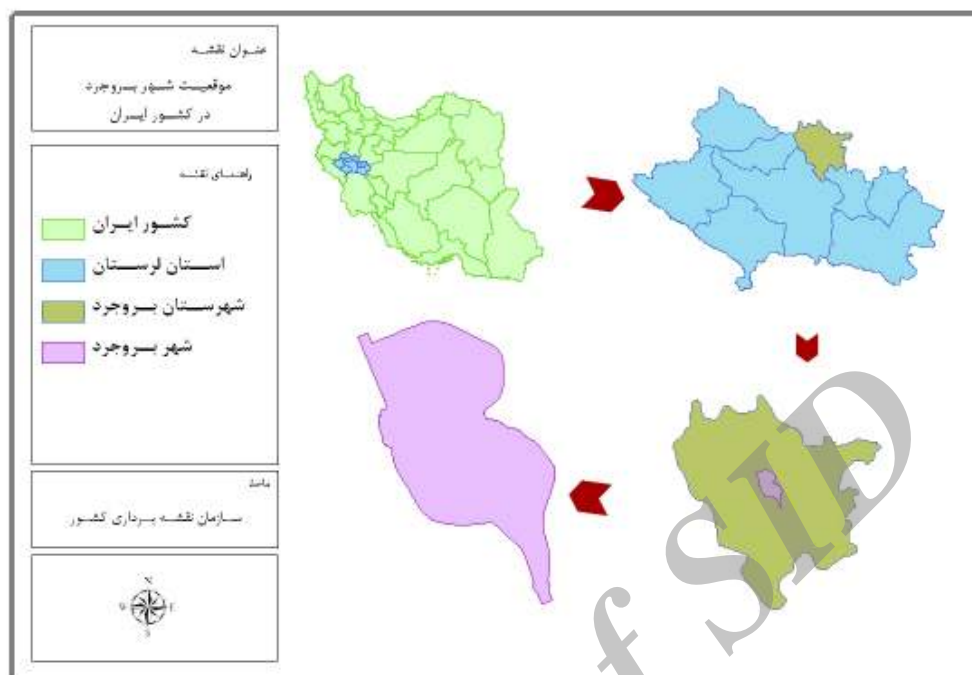 عنوان نقشه
موقعیت شهر بروجرد
در کشور ایران
راهنمای نقشه
کشور ایران
استان لرستان
شهرستان بروجرد
شهر بروجرد
ماخذ
سازمان نقشه برداری کشور
N
W E
S
f SID